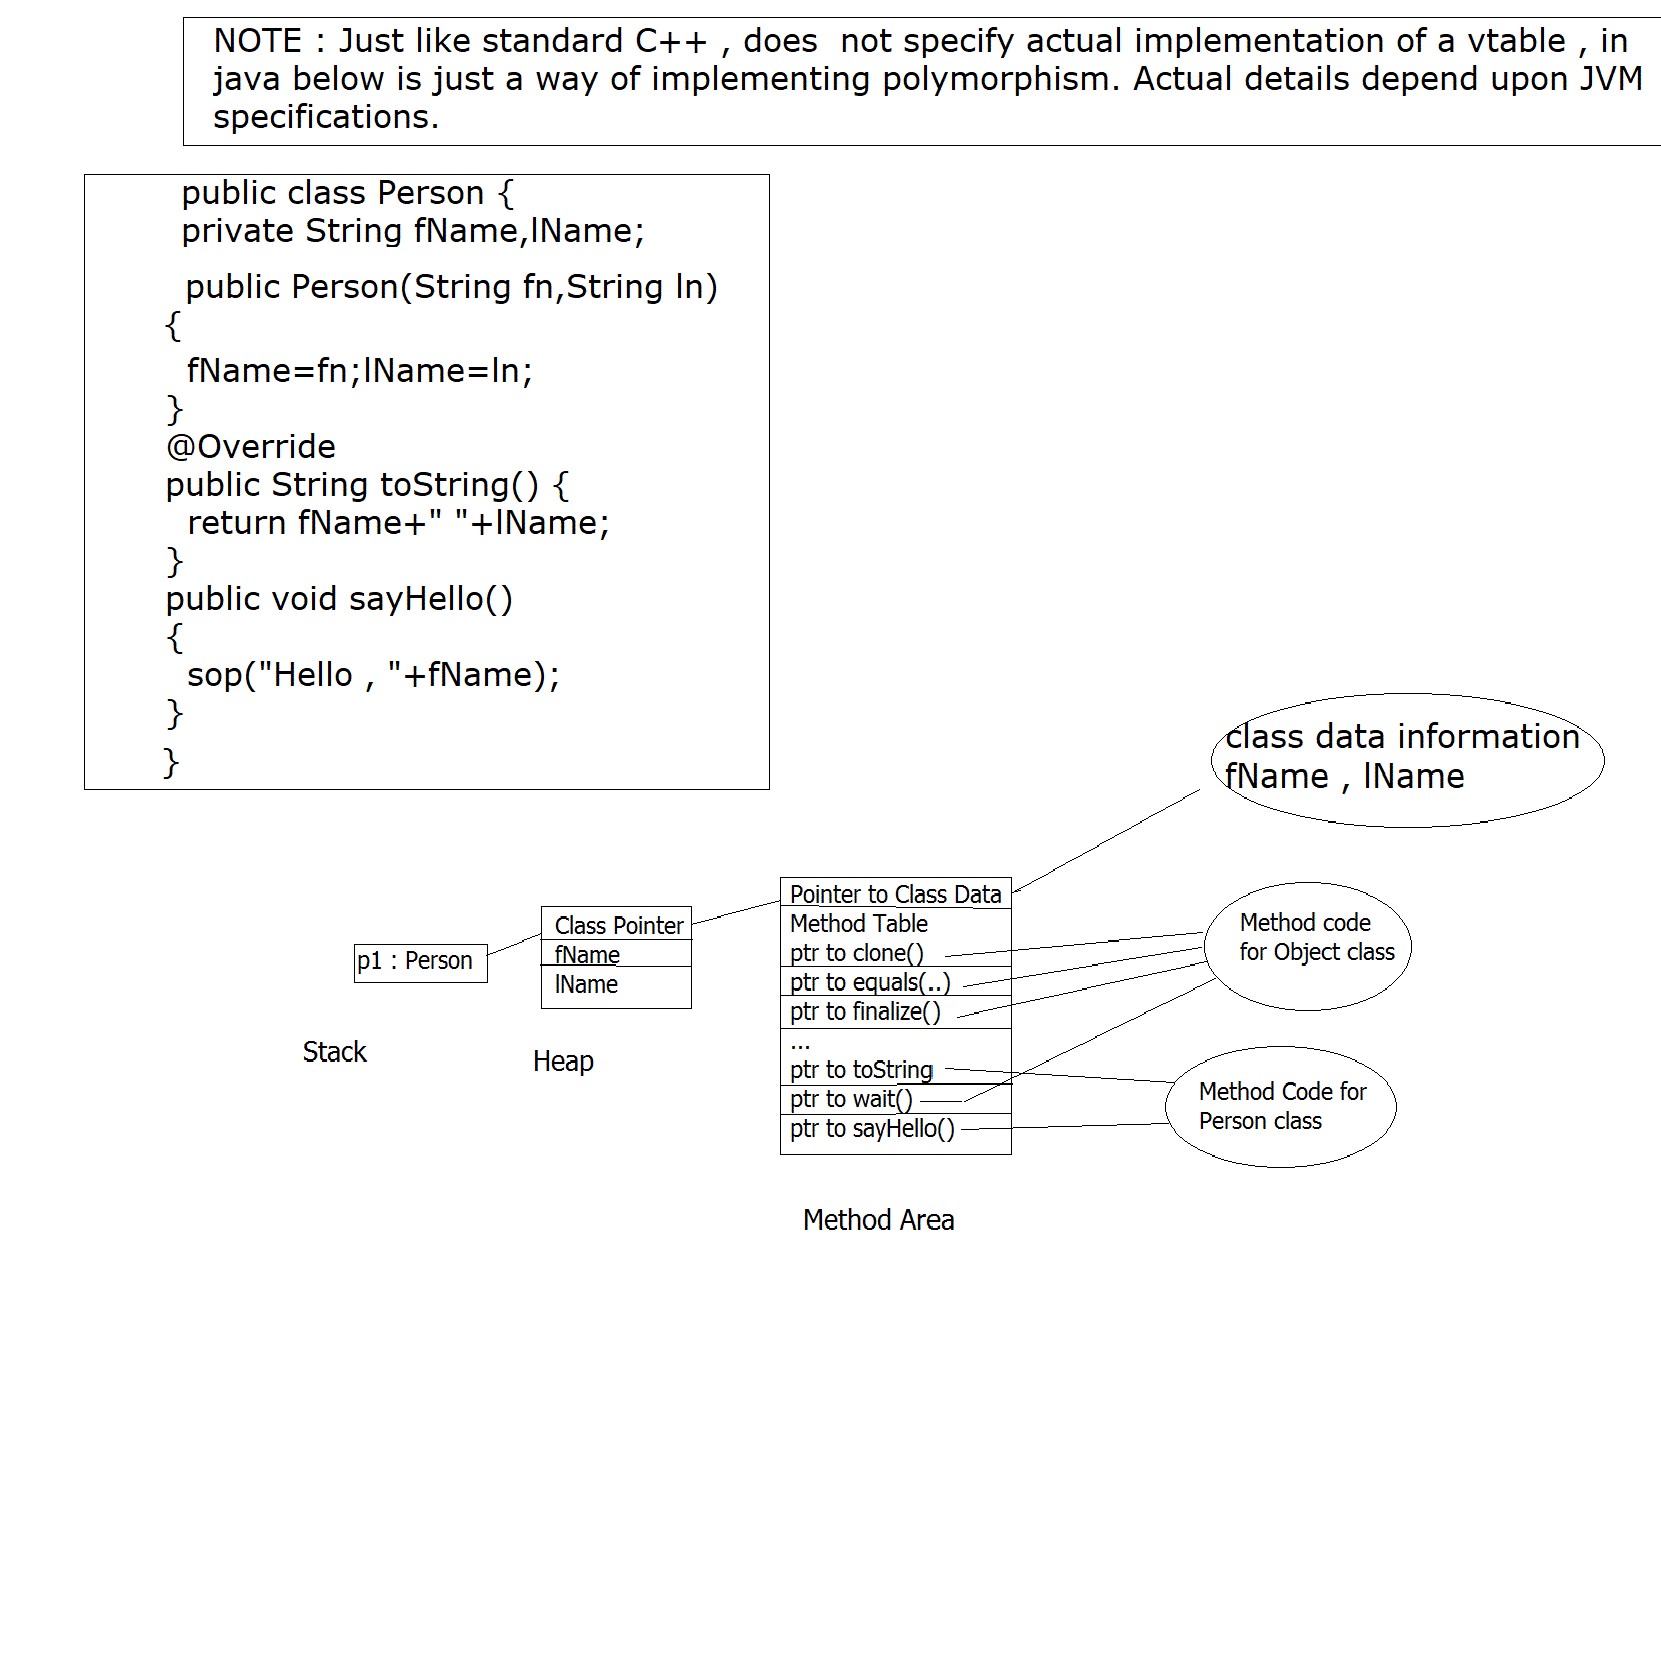 NOTE : Just like standard C++ , does  not specify actual implementation of a vtable , in
java below is just a way of implementing polymorphism. Actual details depend upon JVM
specifications.
public class Person {
private String fName,lName;
public Person(String fn,String ln)
{
fName=fn;lName=ln;
}
@Override
public String toString() {
return fName+" "+lName;
}
public void sayHello()
{
sop("Hello , "+fName);
}
}
class data information
fName , lName
p1 : Person
Stack
Class Pointer
fName
lName
Heap
Pointer to Class Data
Method Table
ptr to clone()
ptr to equals(..)
ptr to finalize()
...
ptr to toString
ptr to wait()
ptr to sayHello()
Method Area
Method code
for Object class
Method Code for
Person class